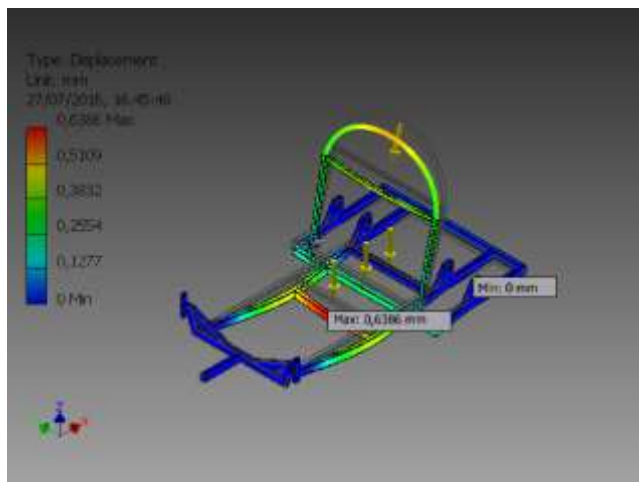 Type: Displacement
Unit: mm
27/07/2016, 16:45:40
0,6386 Max
0,5109
0,3832
0,2554
0,1277
0 Min
Min: 0 mm
Max: 0,6386 mm
Z